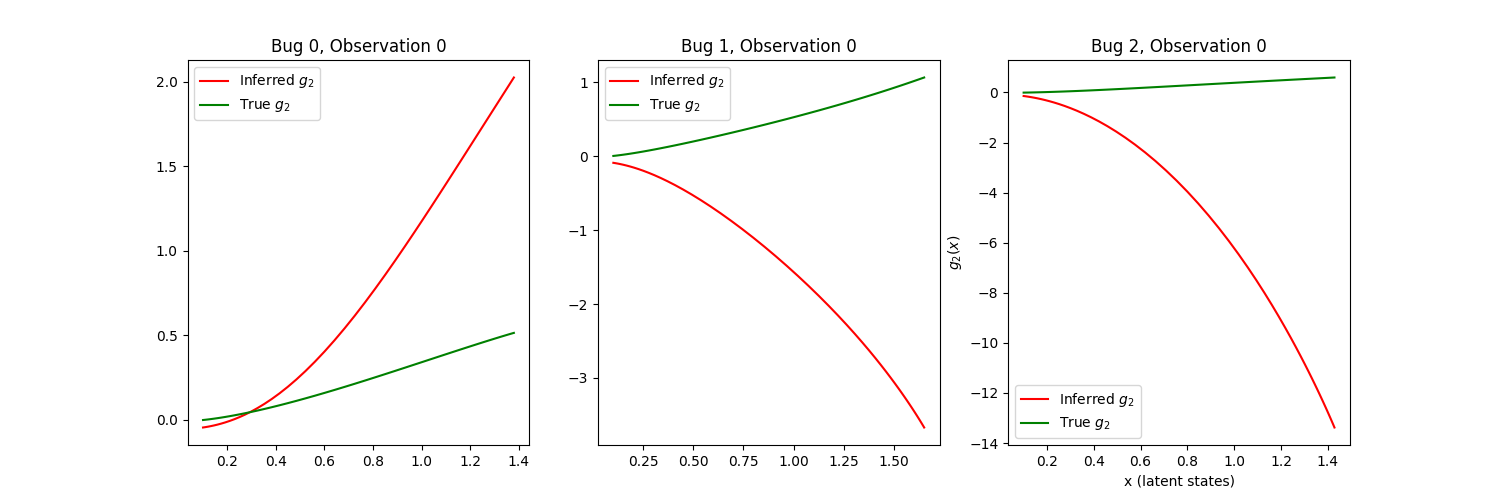 Bug 0, Observation 0
Inferred g₂
True g₂
2.0
1.5
1.0
0.5
0.0
0.2 0.4 0.6 0.8 1.0 1.2 1.4
Bug 1, Observation 0
Inferred g₂
True g₂
1
0
−1
−2
−3
0.25 0.50 0.75 1.00 1.25 1.50
Bug 2, Observation 0
g₂(x)
0
−2
−4
−6
−8
−10
−12
−14
Inferred g₂
True g₂
0.2 0.4 0.6 0.8 1.0 1.2 1.4
x (latent states)